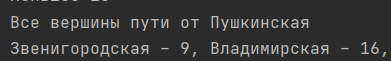 Все вершины пути от Пушкинская
Звенигородская – 9, Владимирская – 16,